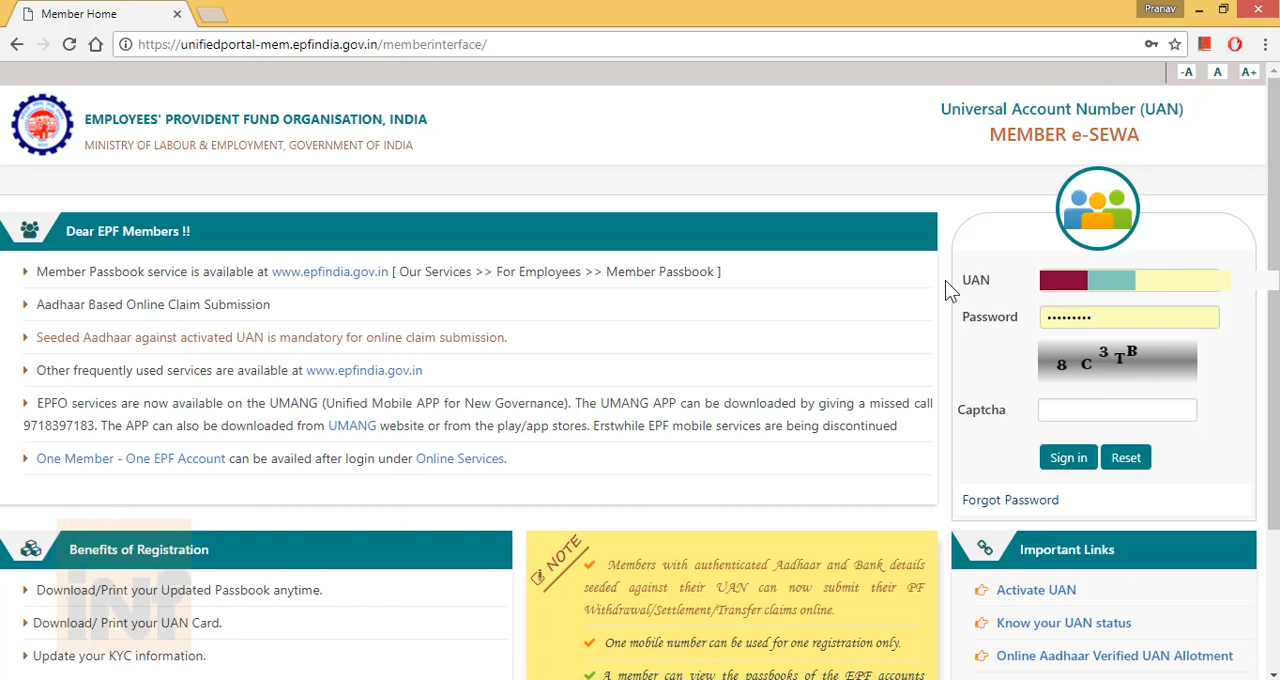 Member Home
Pranav
https://unifiedportal-mem.epfindia.gov.in/memberinterface/
-A A A+
EMPLOYEES' PROVIDENT FUND ORGANISATION, INDIA
MINISTRY OF LABOUR & EMPLOYMENT, GOVERNMENT OF INDIA
Universal Account Number (UAN)
MEMBER e-SEWA
Dear EPF Members !!
Member Passbook service is available at www.epfindia.gov.in [ Our Services >> For Employees >> Member Passbook ]
Aadhaar Based Online Claim Submission
Seeded Aadhaar against activated UAN is mandatory for online claim submission.
Other frequently used services are available at www.epfindia.gov.in
EPFO services are now available on the UMANG (Unified Mobile APP for New Governance). The UMANG APP can be downloaded by giving a missed call
9718397183. The APP can also be downloaded from UMANG website or from the play/app stores. Erstwhile EPF mobile services are being discontinued
One Member - One EPF Account can be availed after login under Online Services.
UAN
Password •••••••••
8 C 3 T B
Captcha
Sign in Reset
Forgot Password
Benefits of Registration
Download/Print your Updated Passbook anytime.
Download/ Print your UAN Card.
Update your KYC information.
NOTE
Members with authenticated Aadhaar and Bank details
seeded against their UAN can now submit their PF
Withdrawal/Settlement/Transfer claims online.
One mobile number can be used for one registration only.
A member can view the passbooks of the EPF accounts
Important Links
Activate UAN
Know your UAN status
Online Aadhaar Verified UAN Allotment